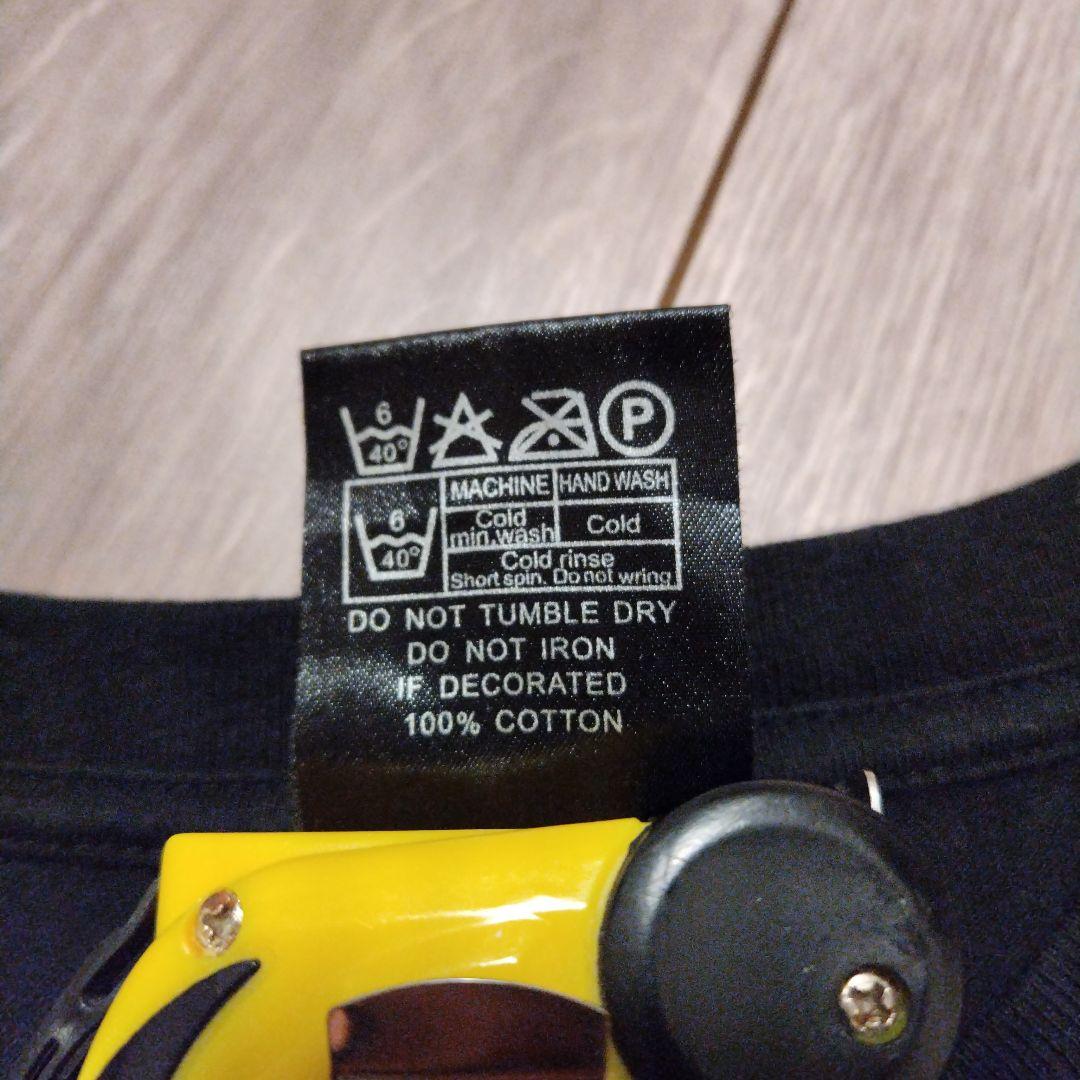 6 40° P
MACHINE HAND WASH
6 40° Cold min.wash Cold
Cold rinse
Short spin. Do not wring
DO NOT TUMBLE DRY
DO NOT IRON
IF DECORATED
100% COTTON